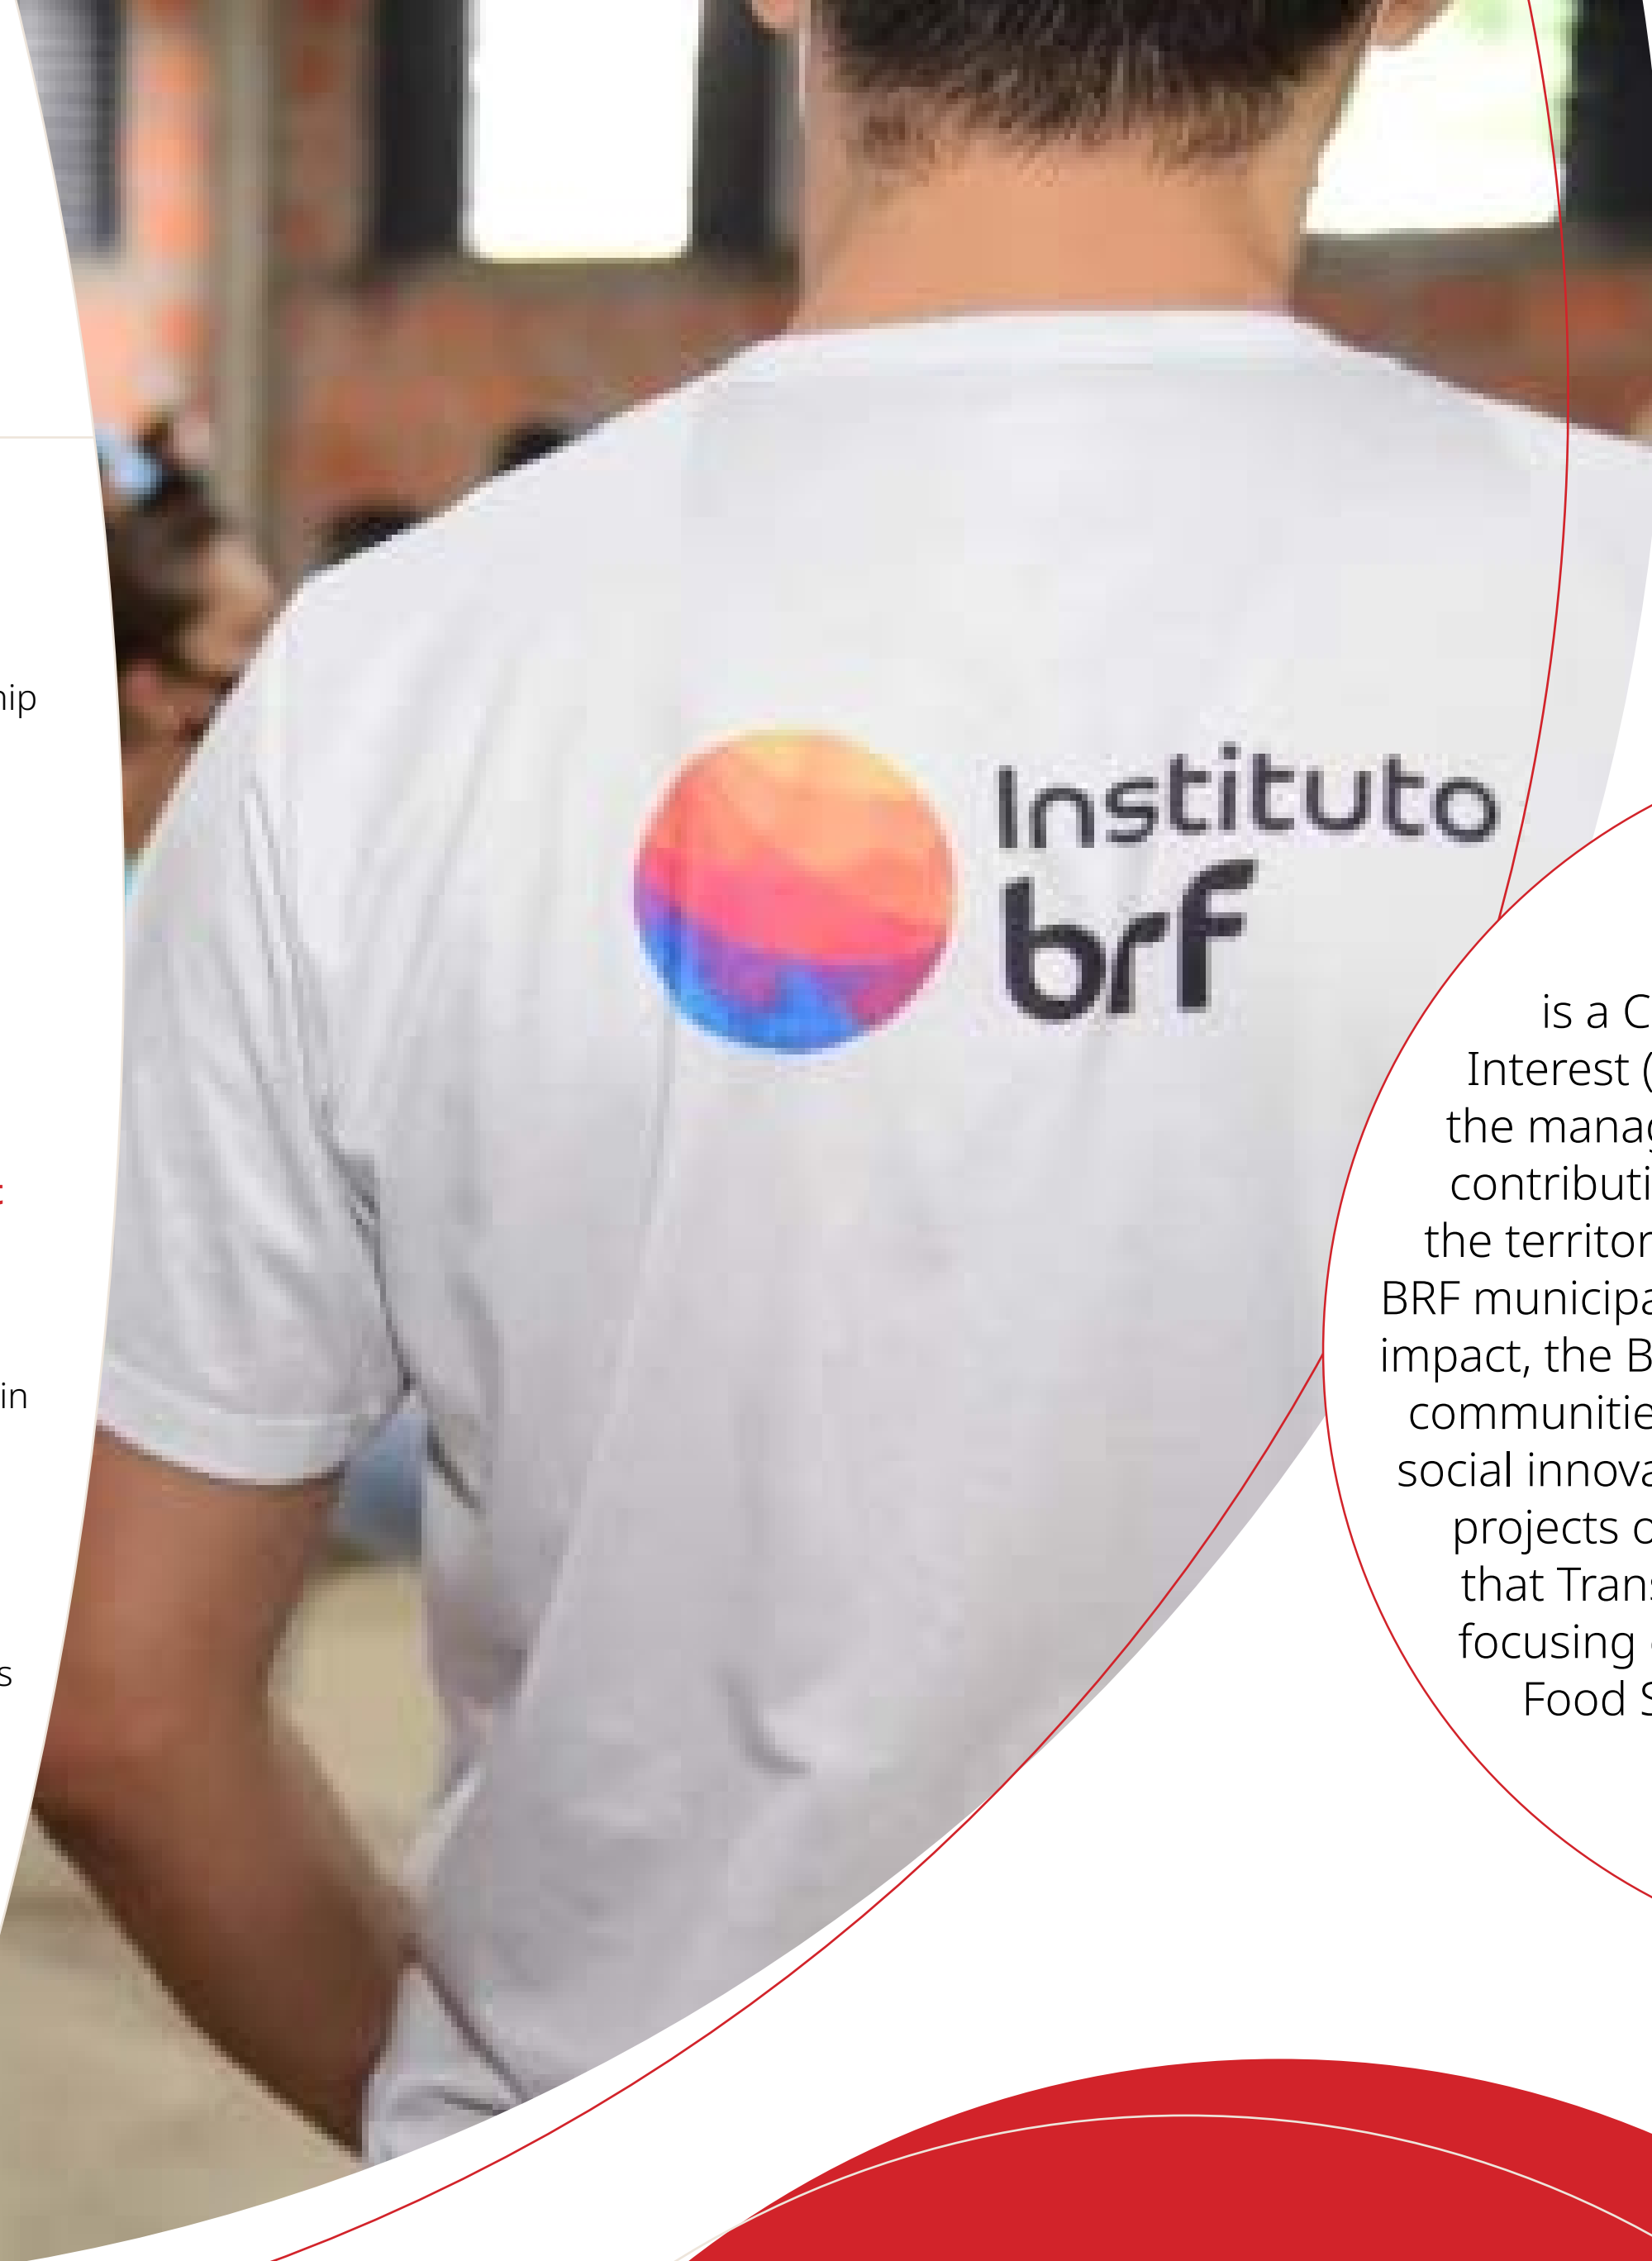 Instituto
brf
is a C
Interest (
the manag
contributi
the territor
BRF municipa
impact, the B
communitie
social innova
projects o
that Trans
focusing
Food S
hip
in
s